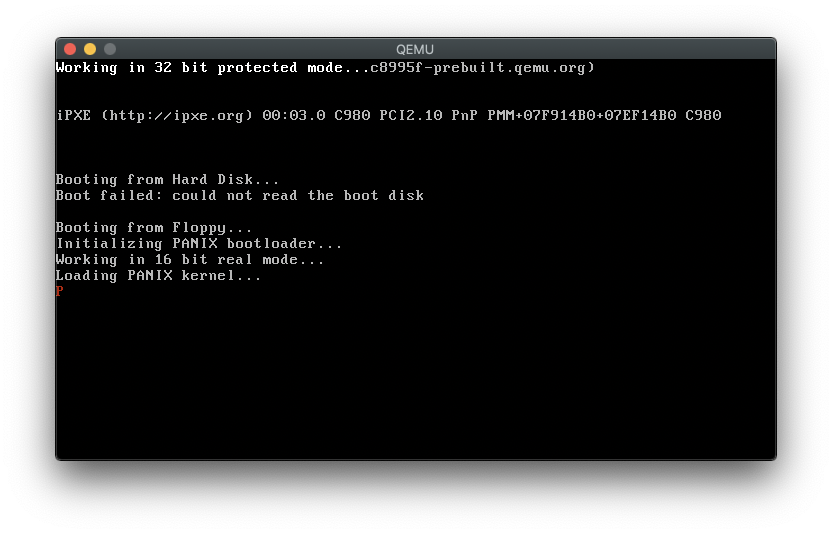 QEMU
Working in 32 bit protected mode...c8995f-prebuilt.qemu.org)
iPXE (http://ipxe.org) 00:03.0 C980 PCI2.10 PnP PMM+07F914B0+07EF14B0 C980
Booting from Hard Disk...
Boot failed: could not read the boot disk
Booting from Floppy...
Initializing PANIX bootloader...
Working in 16 bit real mode...
Loading PANIX kernel...
P